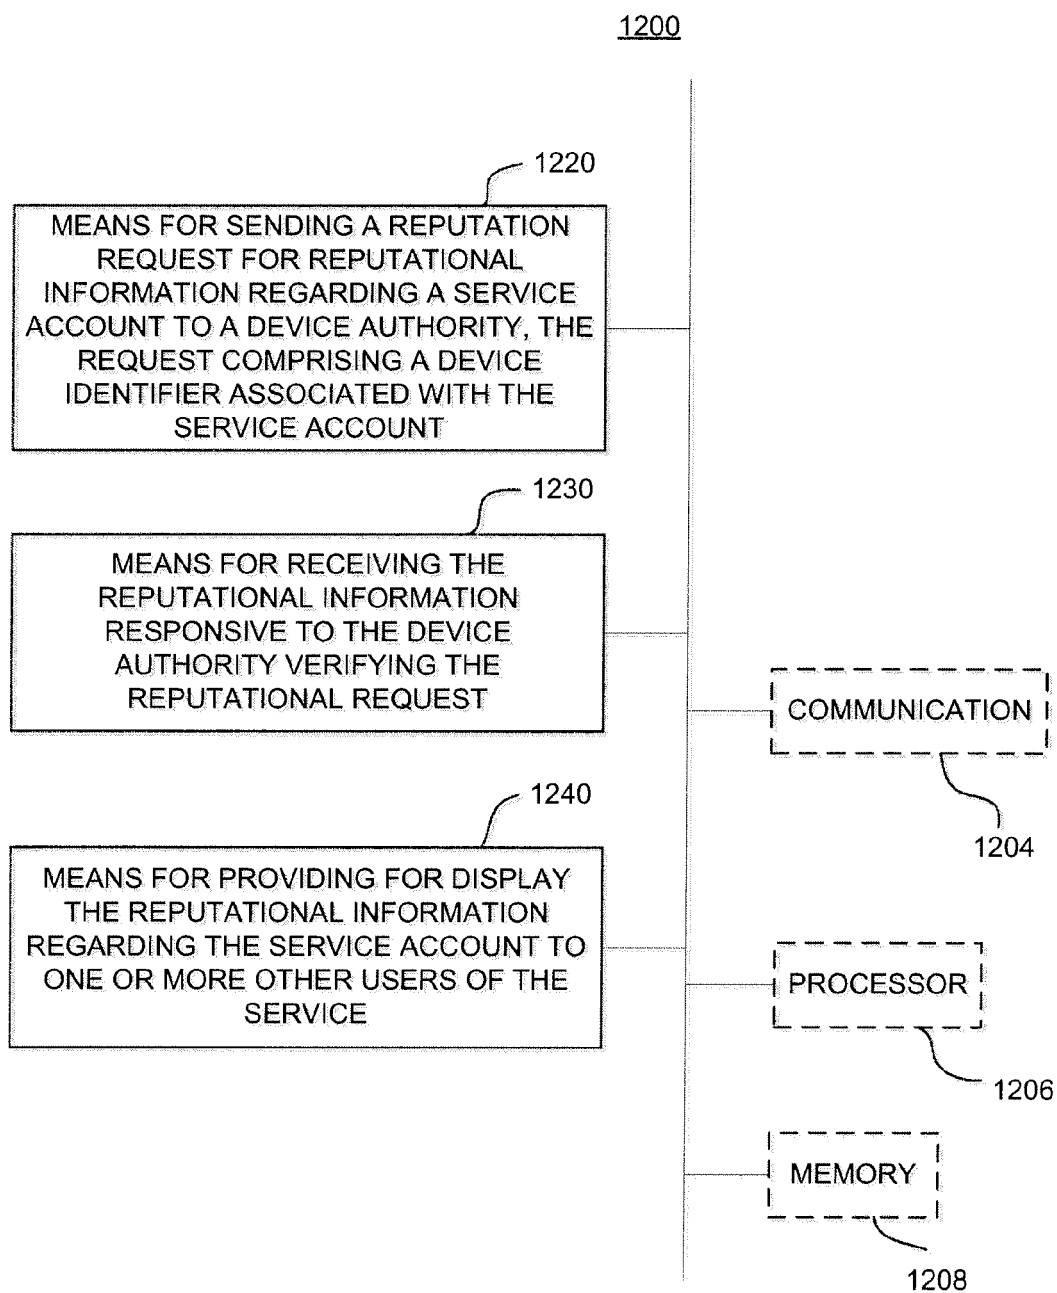 1200
1220
MEANS FOR SENDING A REPUTATION
REQUEST FOR REPUTATIONAL
INFORMATION REGARDING A SERVICE
ACCOUNT TO A DEVICE AUTHORITY, THE
REQUEST COMPRISING A DEVICE
IDENTIFIER ASSOCIATED WITH THE
SERVICE ACCOUNT
1230
MEANS FOR RECEIVING THE
REPUTATIONAL INFORMATION
RESPONSIVE TO THE DEVICE
AUTHORITY VERIFYING THE
REPUTATIONAL REQUEST
COMMUNICATION
1204
1240
MEANS FOR PROVIDING FOR DISPLAY
THE REPUTATIONAL INFORMATION
REGARDING THE SERVICE ACCOUNT TO
ONE OR MORE OTHER USERS OF THE
SERVICE
PROCESSOR
1206
MEMORY
1208